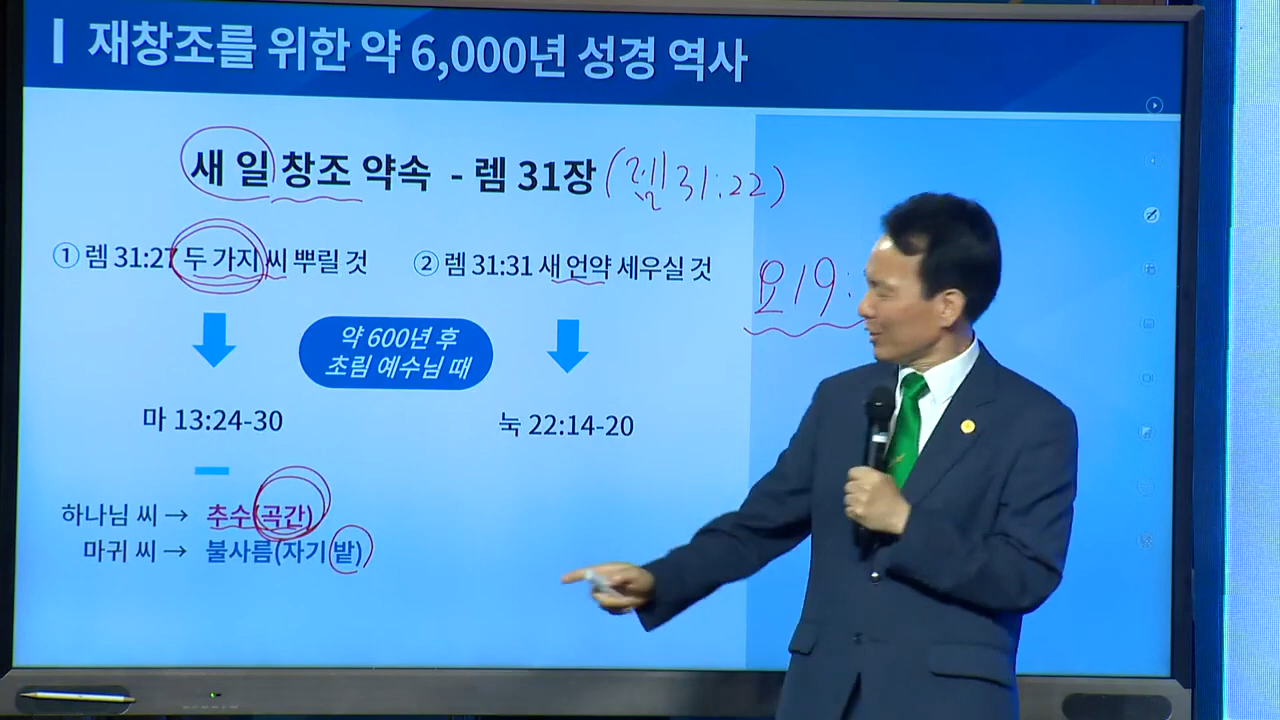 재창조를 위한 약 6,000년 성경 역사
새 일 창조 약속 - 렘 31장 (렘 31:22)
① 렘 31:27 두 가지 씨 뿌릴 것
② 렘 31:31 새 언약 세우실 것
요 19:
약 600년 후
초림 예수님 때
마 13:24-30
눅 22:14-20
하나님 씨 → 추수(곡간)
마귀 씨 → 불사름(자기 밭)